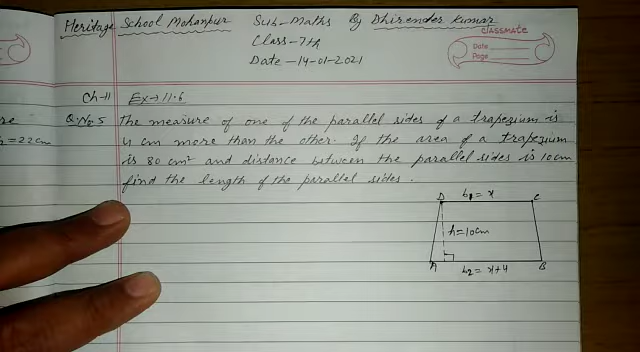 Heritage School Mohanpur Sub-Maths By Dhirender Kumar
classmate
Class-7th
Date
Page
Date-14-01-2021
Ch-11 Ex→11.6
Q.No5 The measure of one of the parallel sides of a trapezium is
4 cm more than the other. If the area of a trapezium
=22cm
is 80 cm² and distance between the parallel sides is 10cm
find the length of the parallel sides.
D b₁=x C
h=10cm
A b₂=x+4 B